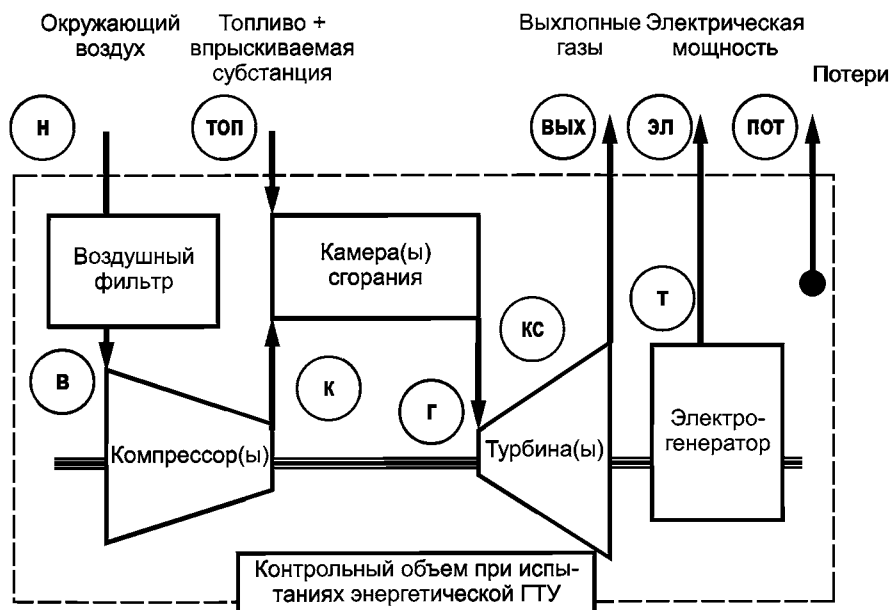 Окружающий
воздух
Топливо +
впрыскиваемая
субстанция
Выхлопные
газы
Электрическая
мощность
Потери
н
топ
вых
эл
пот
Воздушный
фильтр
Камера(ы)
сгорания
т
кс
в
к
г
Компрессор(ы)
Турбина(ы)
Электро-
генератор
Контрольный объем при испы-
таниях энергетической ГТУ